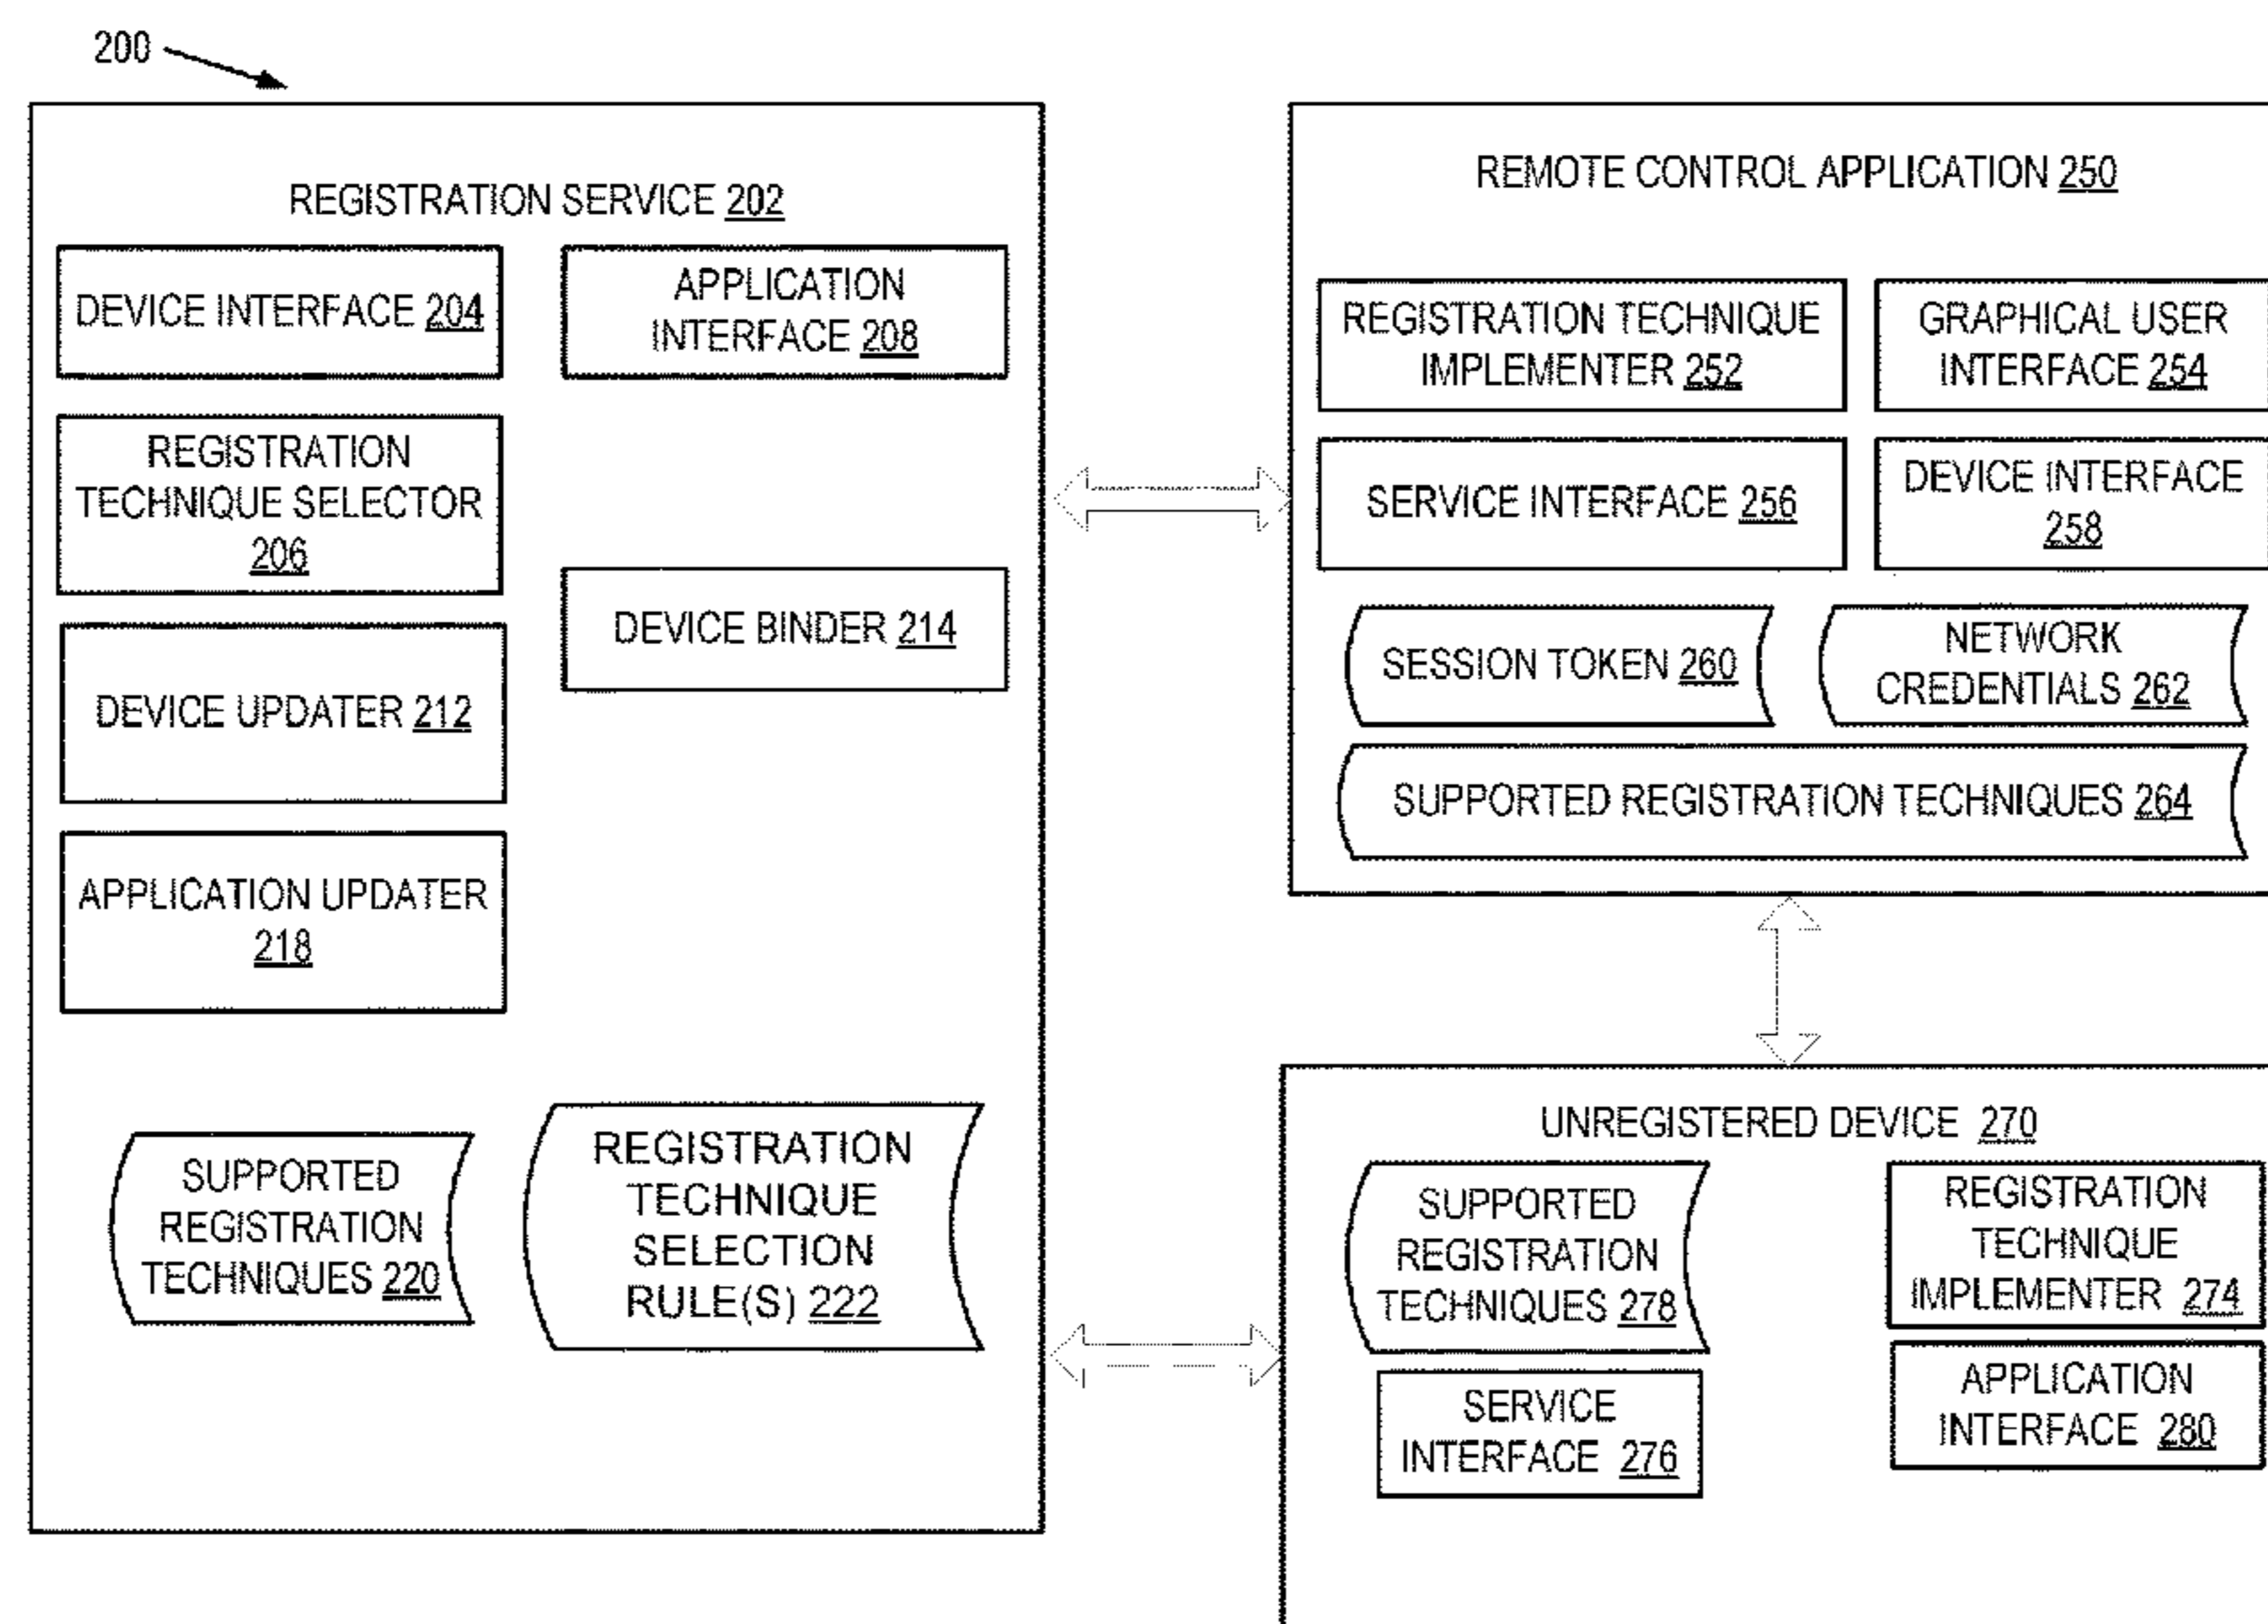 200
REGISTRATION SERVICE 202
DEVICE INTERFACE 204
APPLICATION
INTERFACE 208
REGISTRATION
TECHNIQUE SELECTOR
206
DEVICE BINDER 214
DEVICE UPDATER 212
APPLICATION UPDATER
218
SUPPORTED
REGISTRATION
TECHNIQUES 220
REGISTRATION
TECHNIQUE
SELECTION
RULE(S) 222
REMOTE CONTROL APPLICATION 250
REGISTRATION TECHNIQUE
IMPLEMENTER 252
GRAPHICAL USER
INTERFACE 254
SERVICE INTERFACE 256
DEVICE INTERFACE
258
SESSION TOKEN 260
NETWORK
CREDENTIALS 262
SUPPORTED REGISTRATION TECHNIQUES 264
UNREGISTERED DEVICE 270
SUPPORTED
REGISTRATION
TECHNIQUES 278
REGISTRATION
TECHNIQUE
IMPLEMENTER 274
SERVICE
INTERFACE 276
APPLICATION
INTERFACE 280